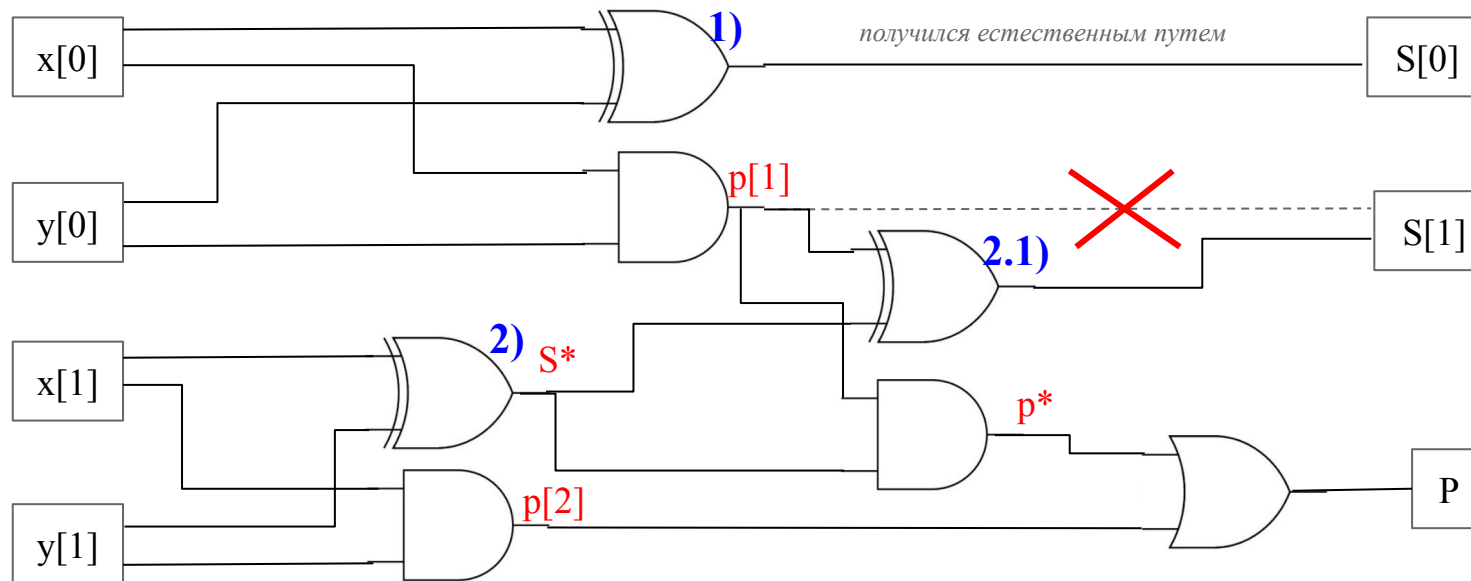 x[0]
1)
получился естественным путем
S[0]
y[0]
p[1]
2.1)
S[1]
x[1]
2)
S*
p*
y[1]
p[2]
P